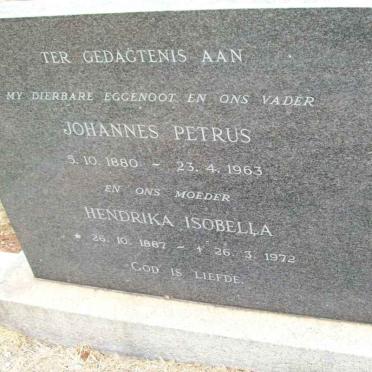 TER GEDAGTENIS AAN
MY DIERBARE EGGENOOT EN ONS VADER
JOHANNES PETRUS
5. 10. 1880 – 23. 4. 1963
EN ONS MOEDER
HENDRIKA ISOBELLA
* 26. 10. 1887 – † 26. 3. 1972
GOD IS LIEFDE.